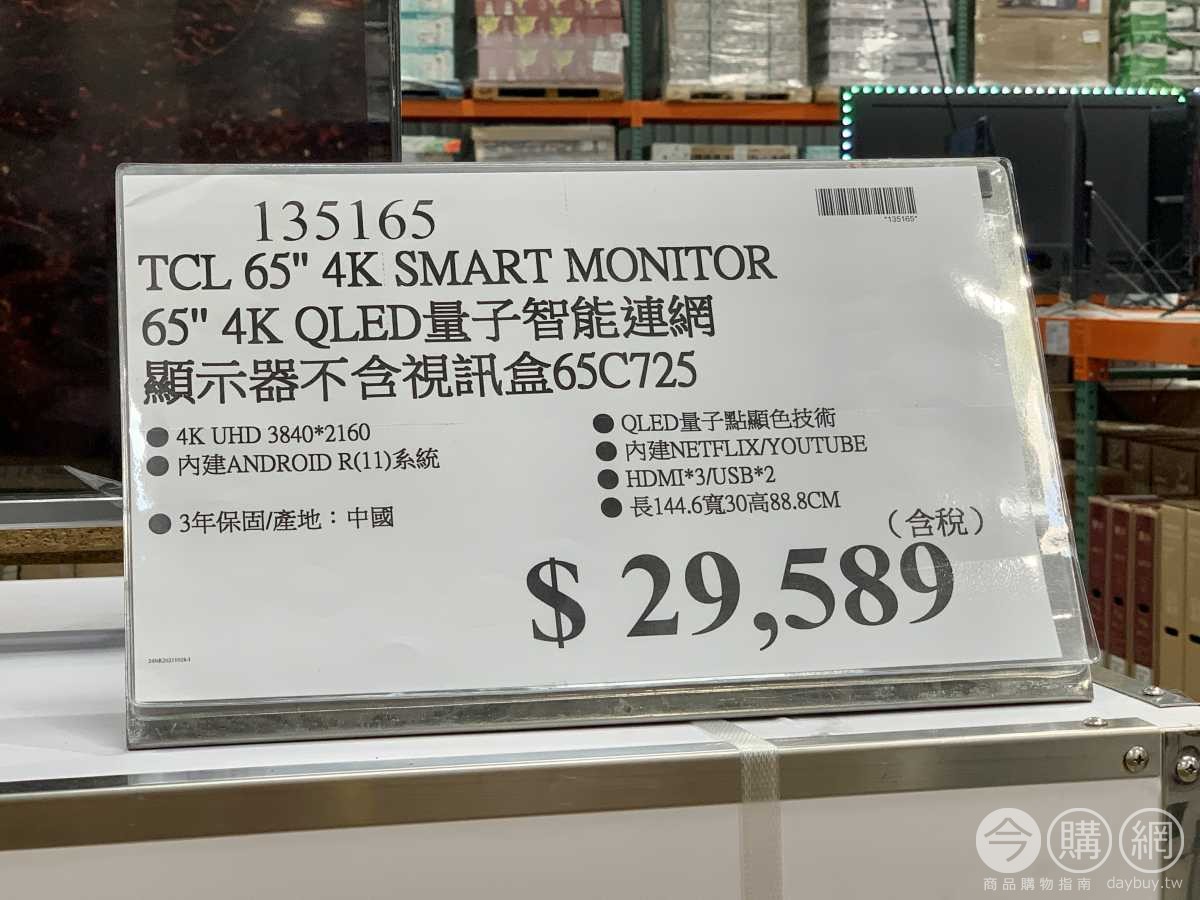 135165
*135165*
TCL 65" 4K SMART MONITOR
65" 4K QLED量子智能連網
顯示器不含視訊盒65C725
● 4K UHD 3840*2160
● 內建ANDROID R(11)系統
● 3年保固/產地：中國
● QLED量子點顯色技術
● 內建NETFLIX/YOUTUBE
● HDMI*3/USB*2
● 長144.6寬30高88.8CM
（含稅）
$ 29,589
今購網
商品購物指南 daybuy.tw